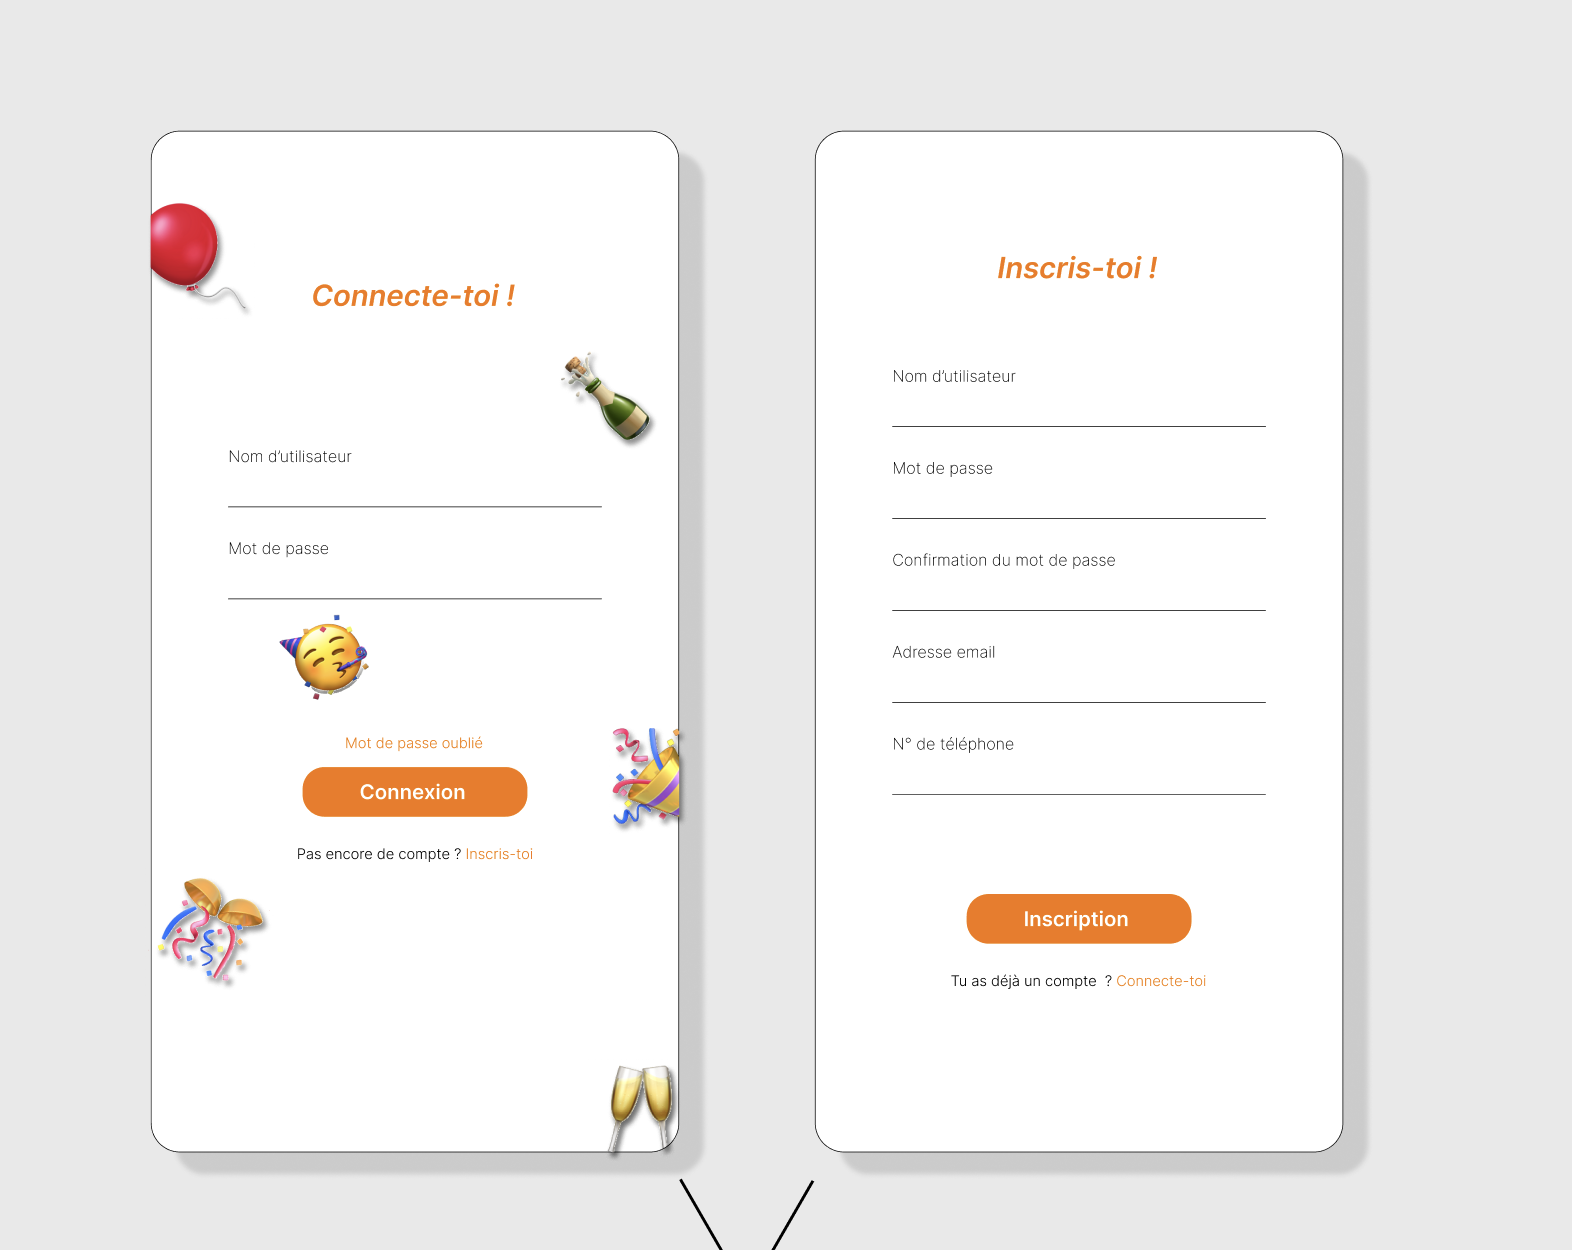 Connecte-toi !
Nom d’utilisateur
Mot de passe
Mot de passe oublié
Connexion
Pas encore de compte ? Inscris-toi
Inscris-toi !
Nom d’utilisateur
Mot de passe
Confirmation du mot de passe
Adresse email
N° de téléphone
Inscription
Tu as déjà un compte  ? Connecte-toi